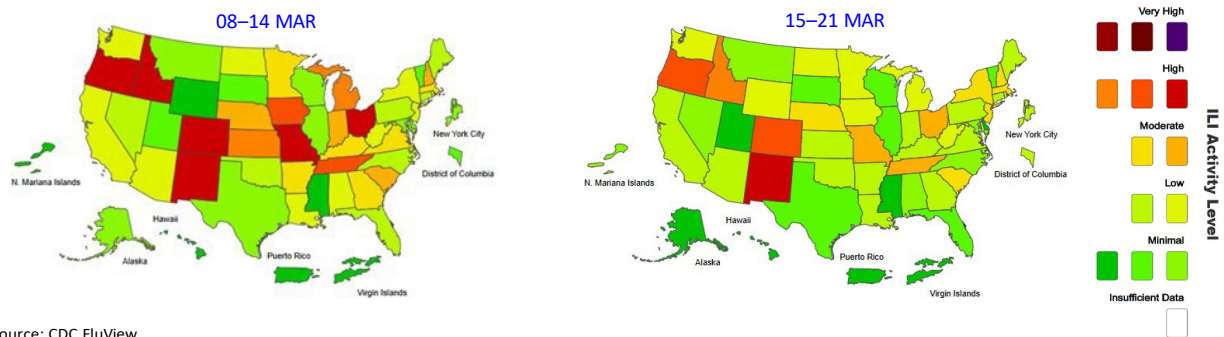 08–14 MAR
New York City
N. Mariana Islands
District of Columbia
Hawaii
Alaska
Puerto Rico
Virgin Islands
15–21 MAR
New York City
N. Mariana Islands
District of Columbia
Hawaii
Alaska
Puerto Rico
Virgin Islands
Very High
High
Moderate
Low
Minimal
Insufficient Data
ILI Activity Level
ource: CDC FluView